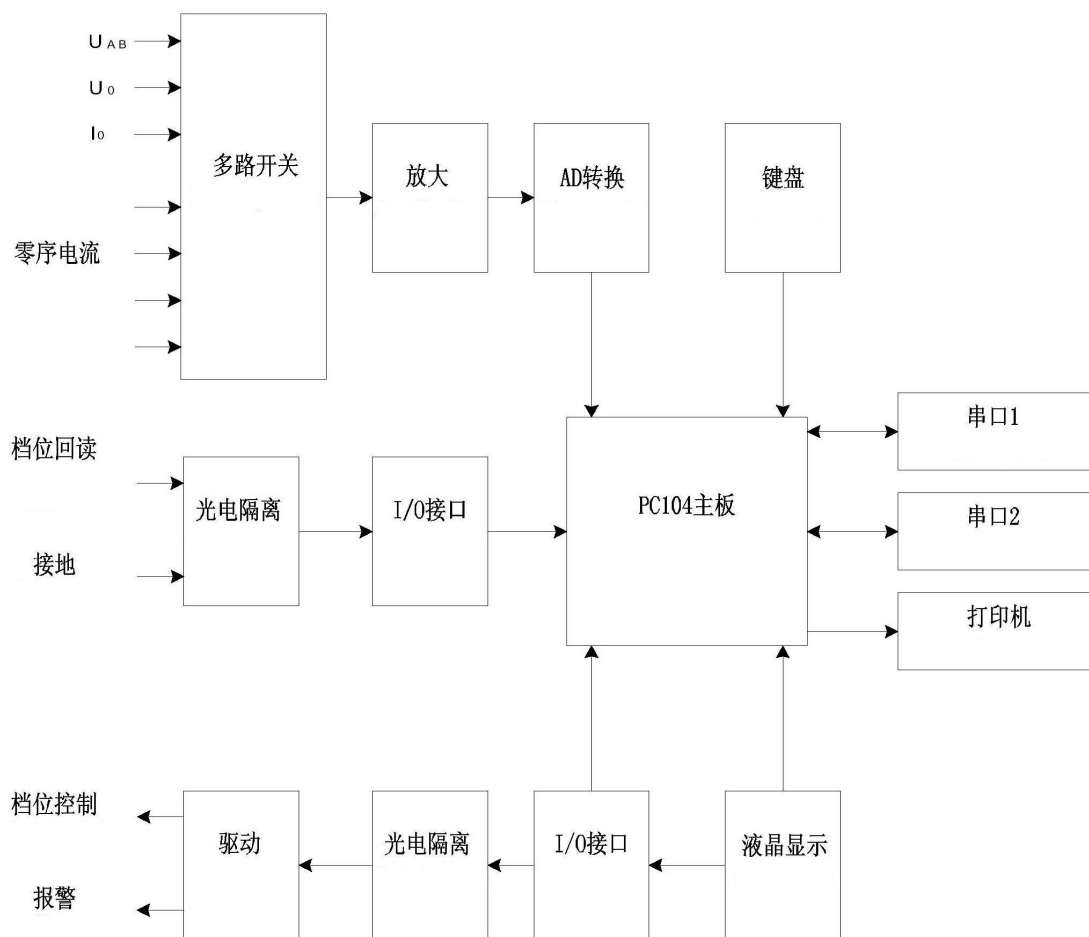 U AB
U 0
I0
零序电流
多路开关
放大
AD转换
键盘
档位回读
接地
光电隔离
I/O接口
PC104主板
串口1
串口2
打印机
档位控制
报警
驱动
光电隔离
I/O接口
液晶显示